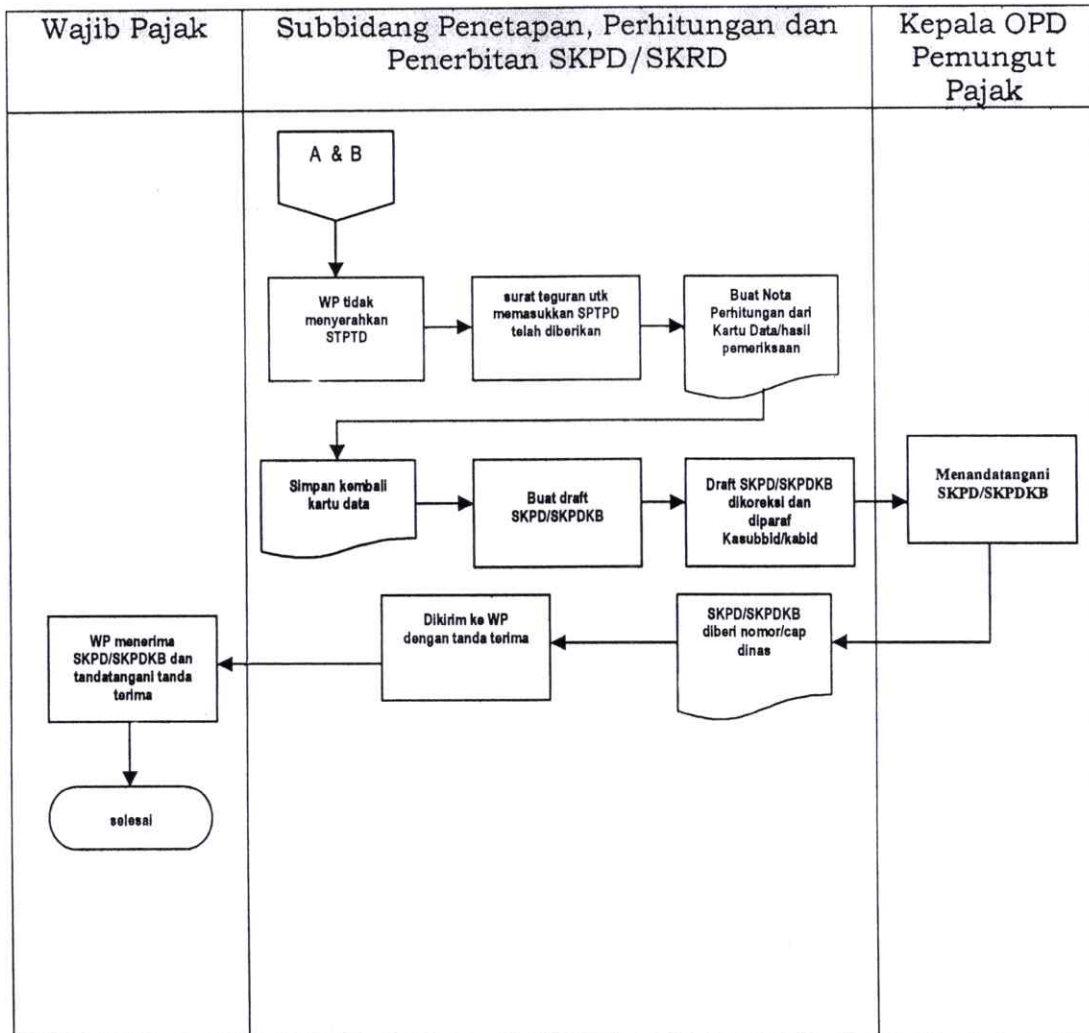 Wajib Pajak
Subbidang Penetapan, Perhitungan dan
Penerbitan SKPD/SKRD
Kepala OPD
Pemungut
Pajak
A & B
WP tidak
menyerahkan
STPTD
surat teguran utk
memasukkan SPTPD
telah diberikan
Buat Nota
Perhitungan dari
Kartu Data/hasil
pemeriksaan
Simpan kembali
kartu data
Buat draft
SKPD/SKPDKB
Draft SKPD/SKPDKB
dikoreksi dan
diparaf
Kasubbid/kabid
Menandatangani
SKPD/SKPDKB
SKPD/SKPDKB
diberi nomor/cap
dinas
Dikirim ke WP
dengan tanda terima
WP menerima
SKPD/SKPDKB dan
tandatangani tanda
terima
selesai